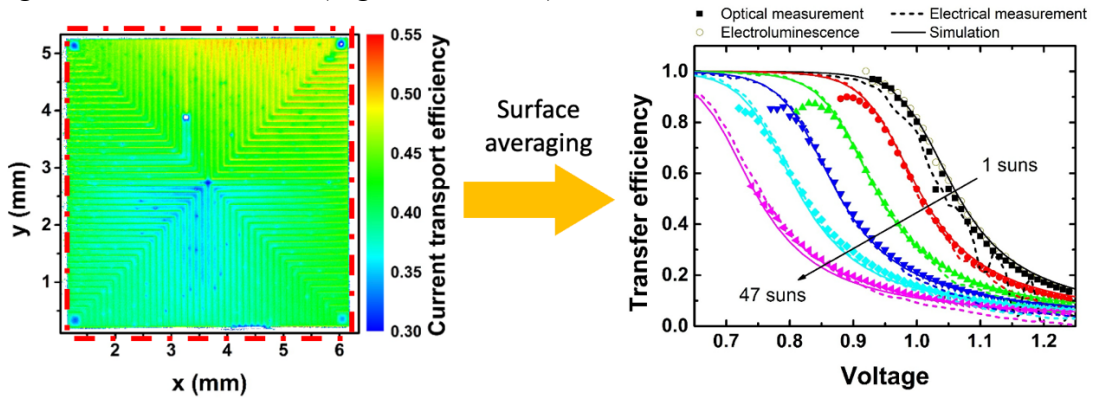 ■ Optical measurement
○ Electroluminescence
---- Electrical measurement
— Simulation
5
4
3
2
1
y (mm)
2 3 4 5 6
x (mm)
0.55
0.50
0.45
0.40
0.35
0.30
Current transport efficiency
Surface
averaging
1.0
0.8
0.6
0.4
0.2
0.0
Transfer efficiency
1 suns
47 suns
0.7 0.8 0.9 1.0 1.1 1.2
Voltage